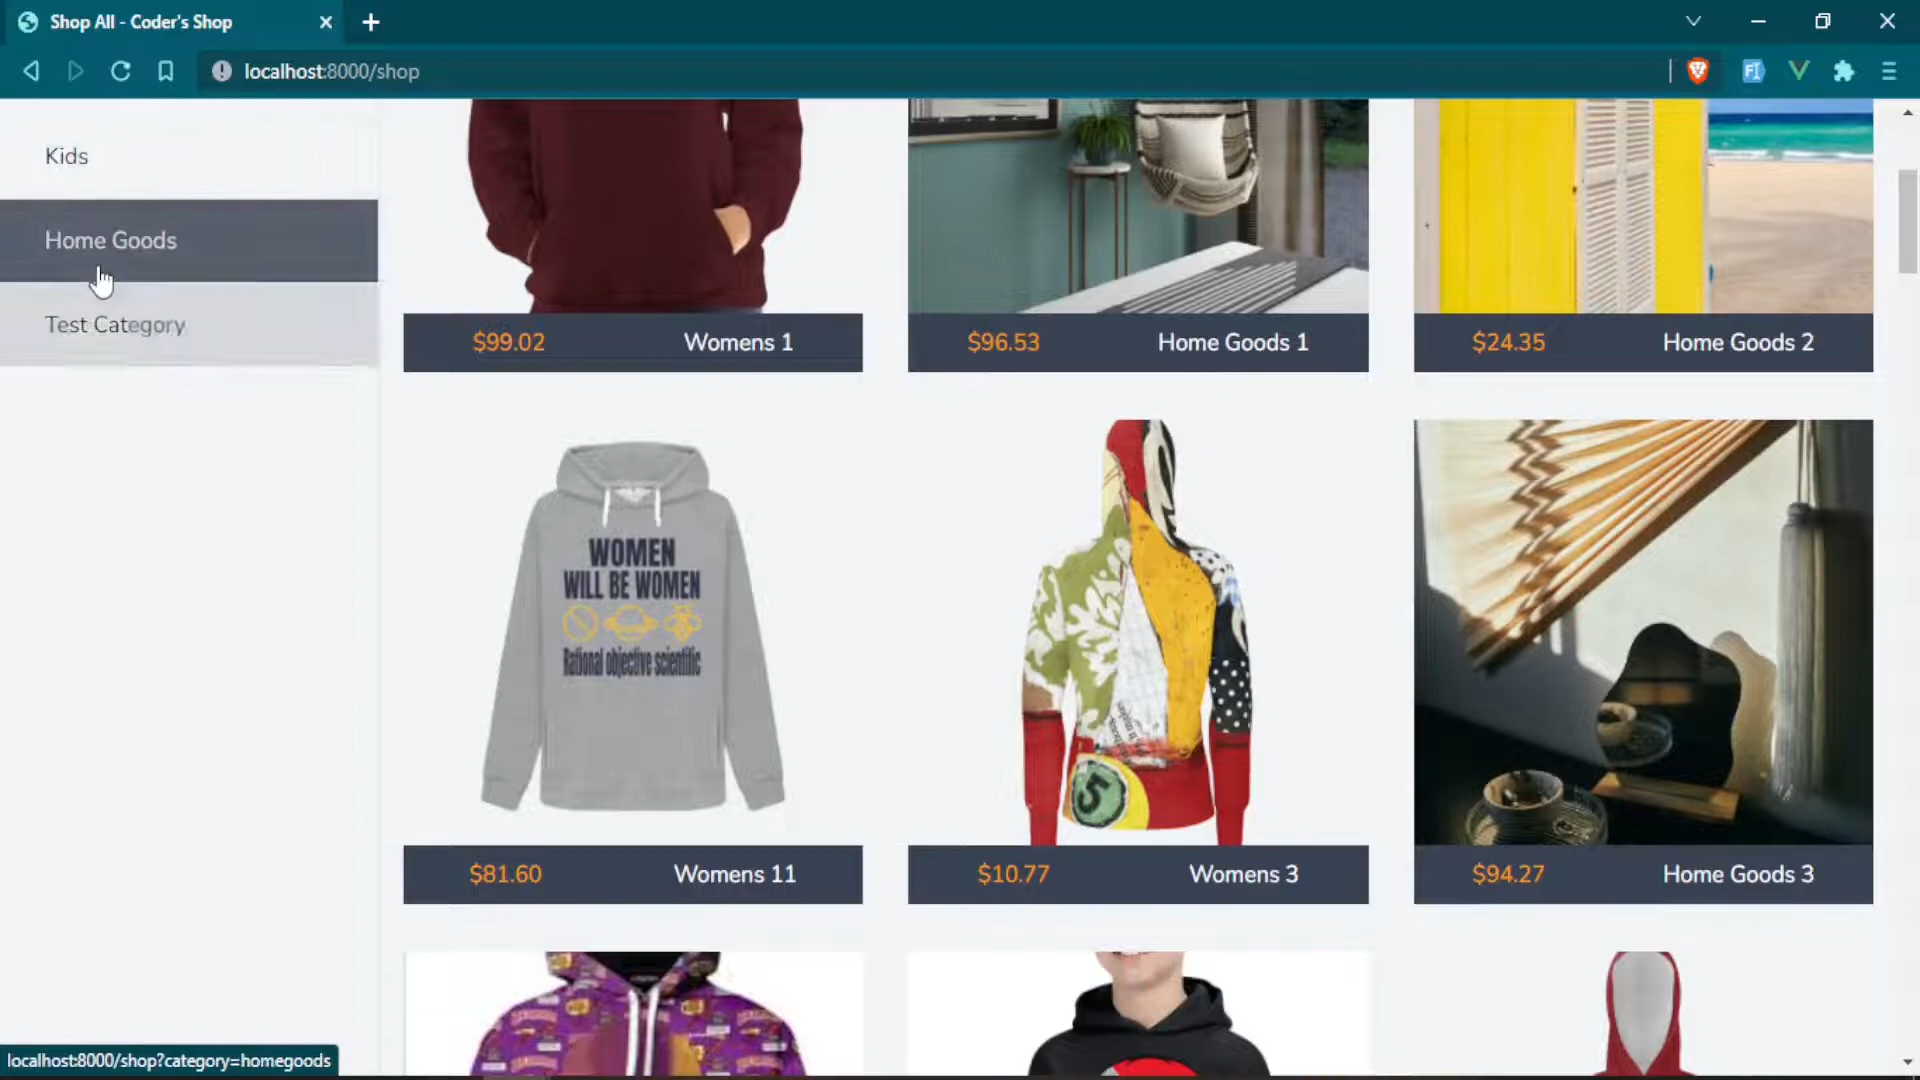 Shop All - Coder's Shop
localhost:8000/shop
Kids
Home Goods
Test Category
$99.02 Womens 1
$96.53 Home Goods 1
$24.35 Home Goods 2
WOMEN
WILL BE WOMEN
Rational objective scientific
5
$81.60 Womens 11
$10.77 Womens 3
$94.27 Home Goods 3
localhost:8000/shop?category=homegoods